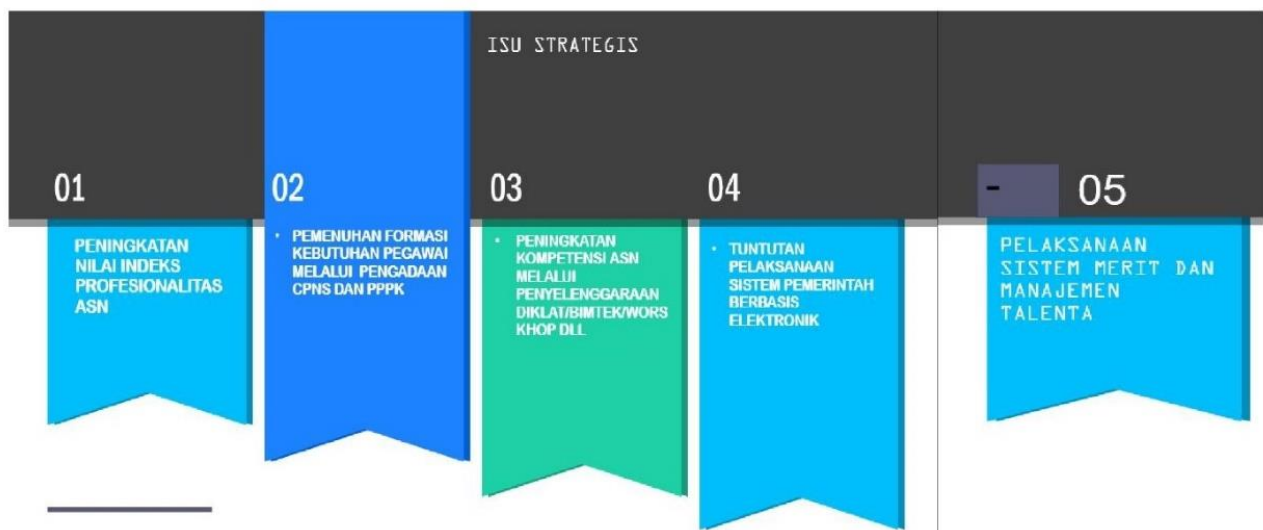 ISU STRATEGIS
01
PENINGKATAN
NILAI INDEKS
PROFESIONALITAS
ASN
02
• PEMENUHAN FORMASI
KEBUTUHAN PEGAWAI
MELALUI PENGADAAN
CPNS DAN PPPK
03
• PENINGKATAN
KOMPETENSI ASN
MELALUI
PENYELENGGARAAN
DIKLAT/BIMTEK/WORS
KHOP DLL
04
• TUNTUTAN
PELAKSANAAN
SISTEM PEMERINTAH
BERBASIS
ELEKTRONIK
-
05
PELAKSANAAN
SISTEM MERIT DAN
MANAJEMEN
TALENTA